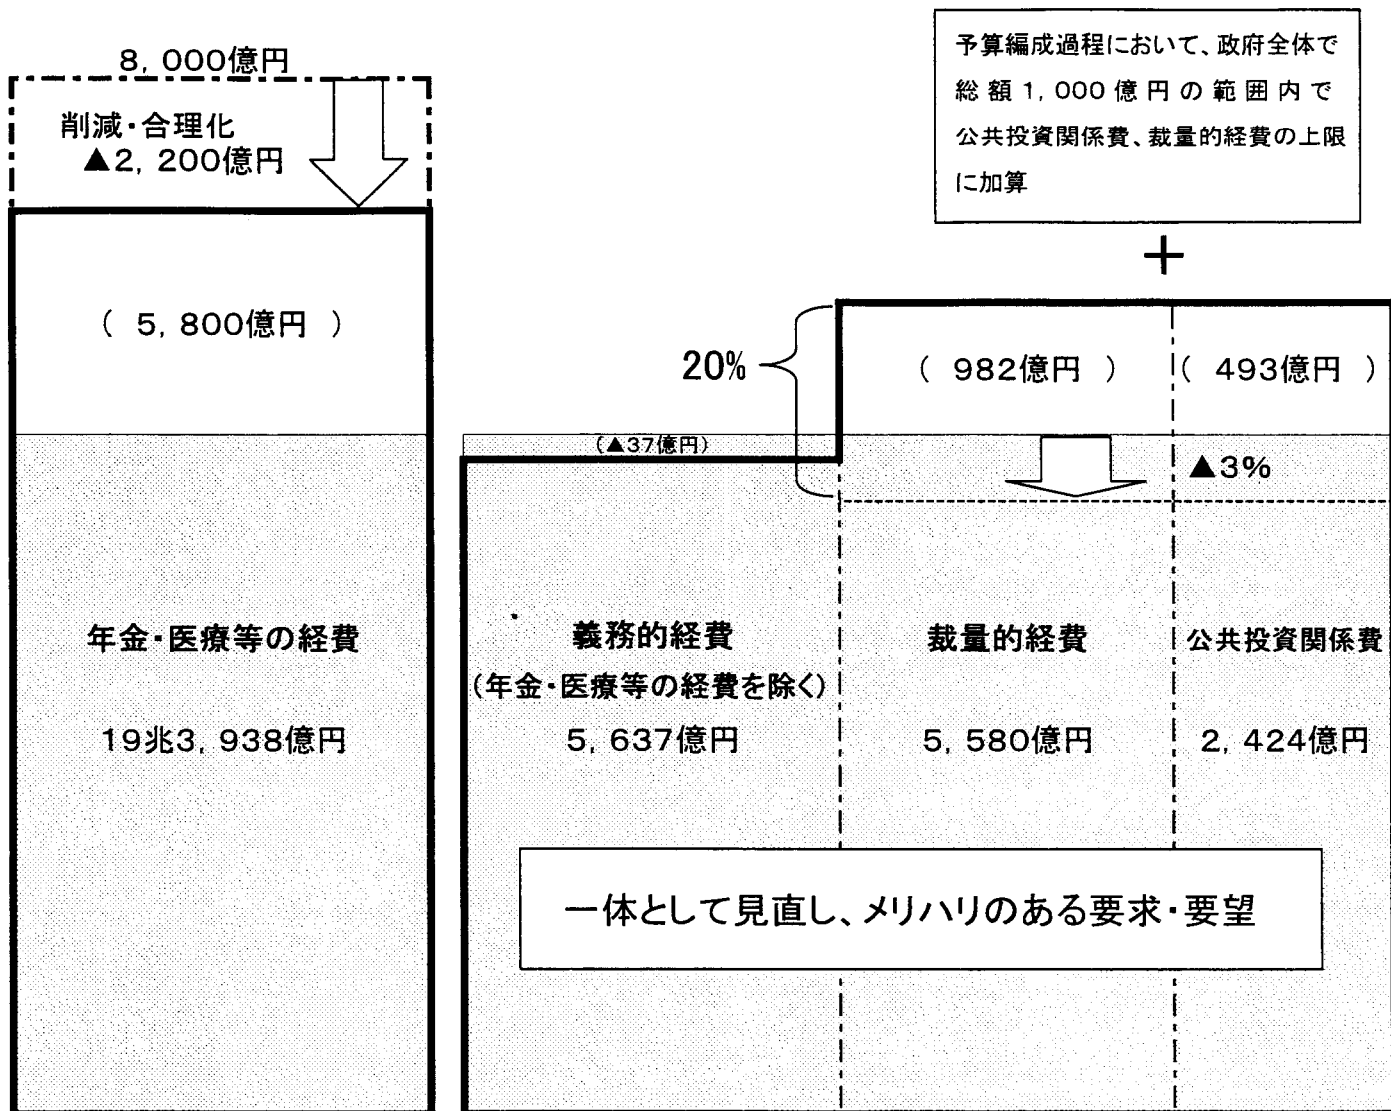 8,000億円
削減・合理化
▲2,200億円
( 5,800億円 )
年金・医療等の経費
19兆3,938億円
予算編成過程において、政府全体で
総額1,000億円の範囲内で
公共投資関係費、裁量的経費の上限
に加算
+
20%
( 982億円 )
( 493億円 )
(▲37億円)
▲3%
義務的経費
(年金・医療等の経費を除く)
5,637億円
裁量的経費
5,580億円
公共投資関係費
2,424億円
一体として見直し、メリハリのある要求・要望